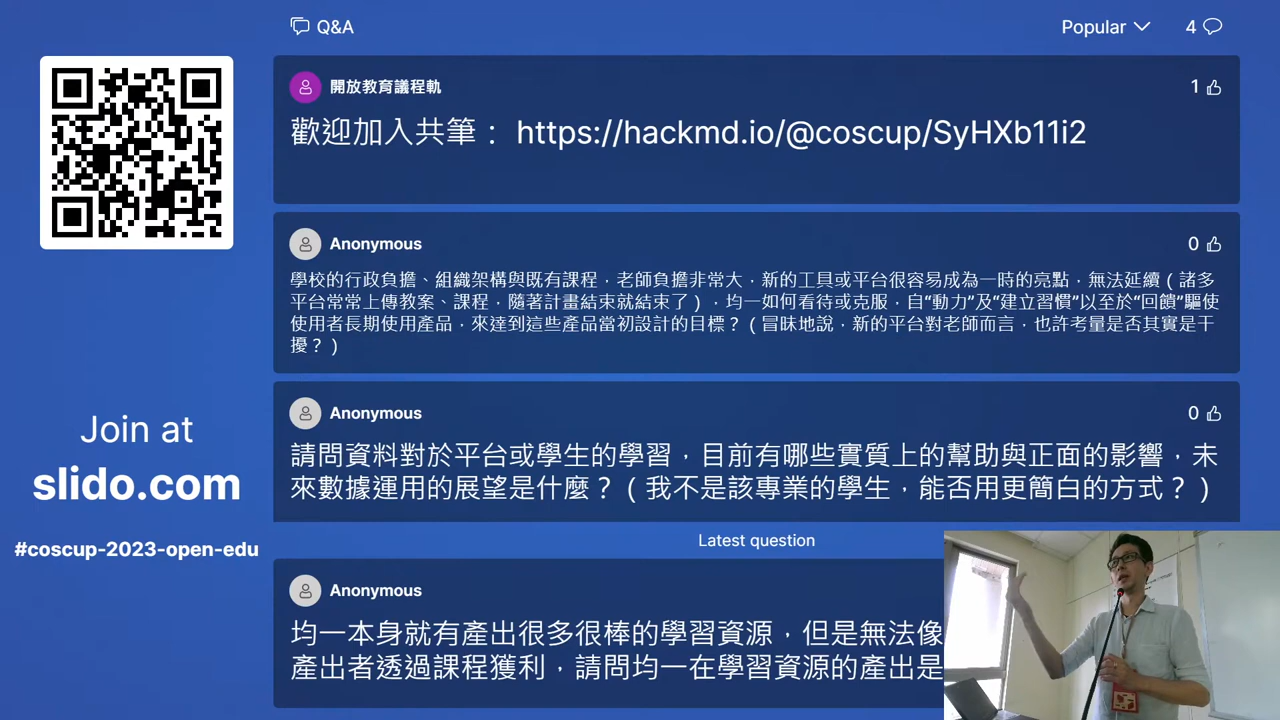 Q&A
Popular
4
開放教育議程軌
1
歡迎加入共筆： https://hackmd.io/@coscup/SyHXb11i2
Anonymous
0
學校的行政負擔、組織架構與既有課程，老師負擔非常大，新的工具或平台很容易成為一時的亮點，無法延續（諸多
平台常常上傳教案、課程，隨著計畫結束就結束了），均一如何看待或克服，自“動力”及“建立習慣”以至於“回饋”驅使
使用者長期使用產品，來達到這些產品當初設計的目標？（冒昧地說，新的平台對老師而言，也許考量是否其實是干
擾？）
Anonymous
0
請問資料對於平台或學生的學習，目前有哪些實質上的幫助與正面的影響，未
來數據運用的展望是什麼？（我不是該專業的學生，能否用更簡白的方式？）
Latest question
Anonymous
均一本身就有產出很多很棒的學習資源，但是無法像
產出者透過課程獲利，請問均一在學習資源的產出是
Join at
slido.com
#coscup-2023-open-edu